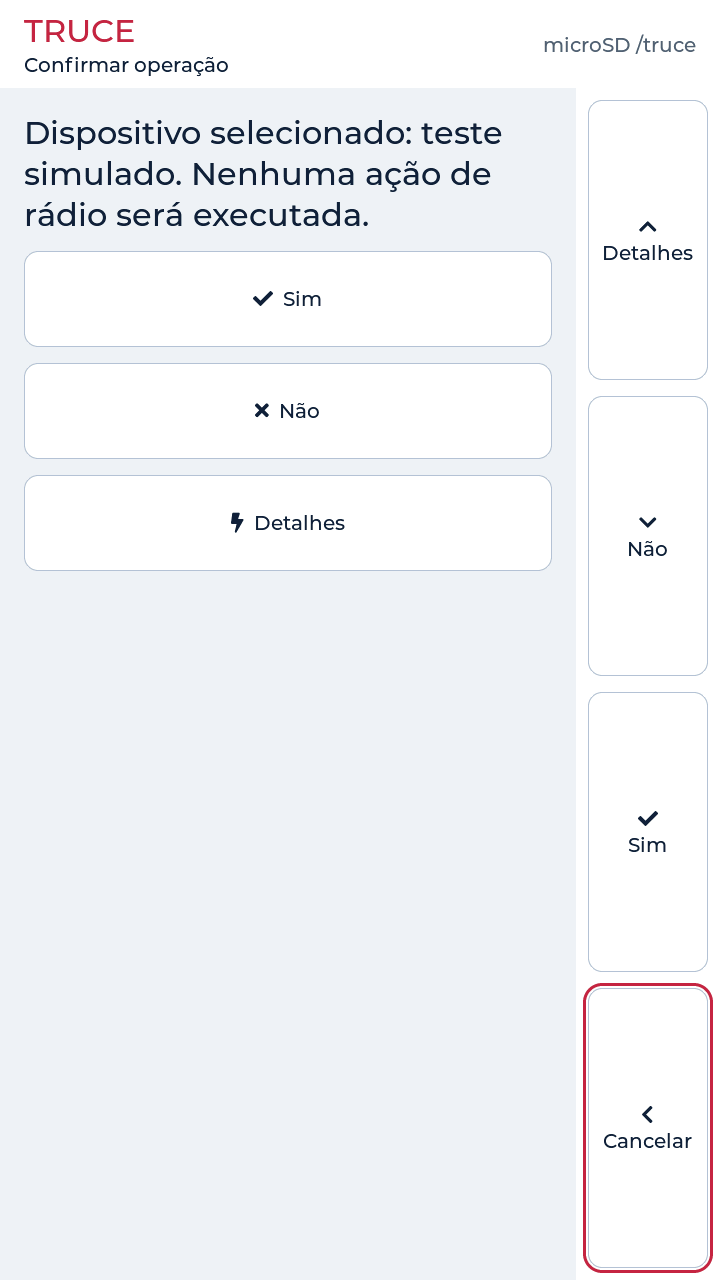 TRUCE
Confirmar operação
microSD /truce
Dispositivo selecionado: teste
simulado. Nenhuma ação de
rádio será executada.
Sim
Não
Detalhes
Detalhes
Não
Sim
Cancelar